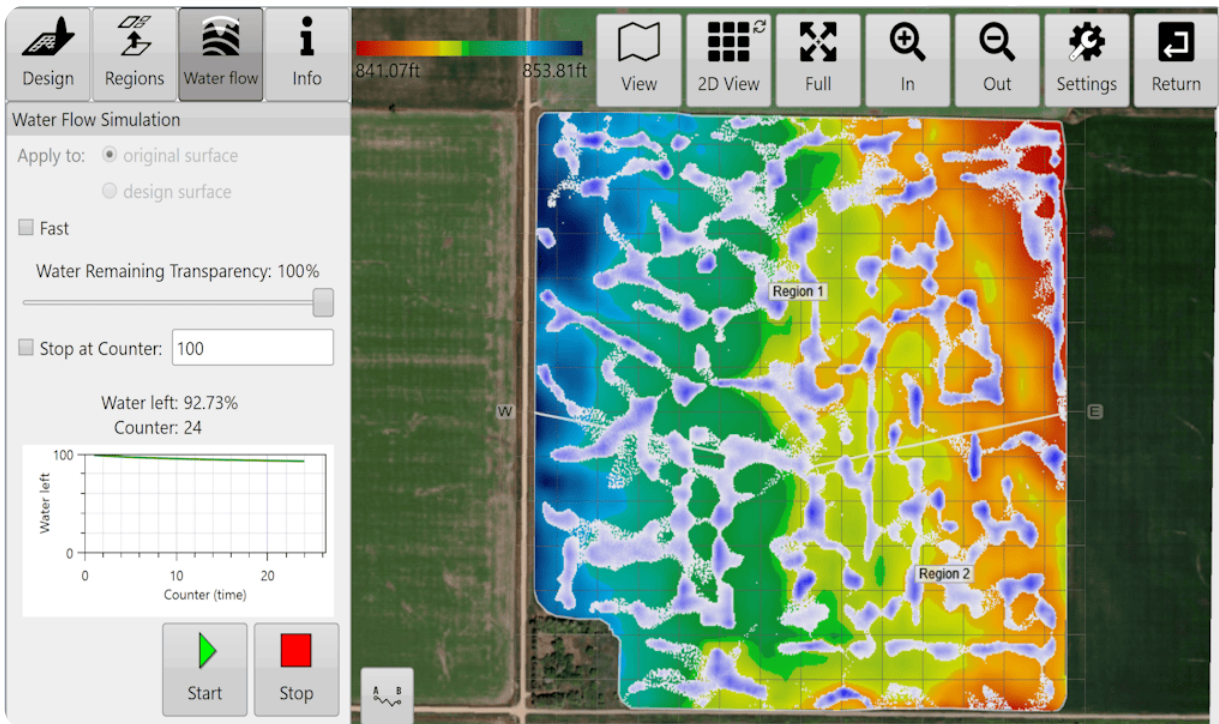 Design
Regions
Water flow
Info
841.07ft
853.81ft
View
2D View
Full
In
Out
Settings
Return
Water Flow Simulation
Apply to:
original surface
design surface
Fast
Water Remaining Transparency: 100%
Stop at Counter:
100
Water left: 92.73%
Counter: 24
100
Water left
0
0
10
20
Counter (time)
Start
Stop
A B
W
E
Region 1
Region 2